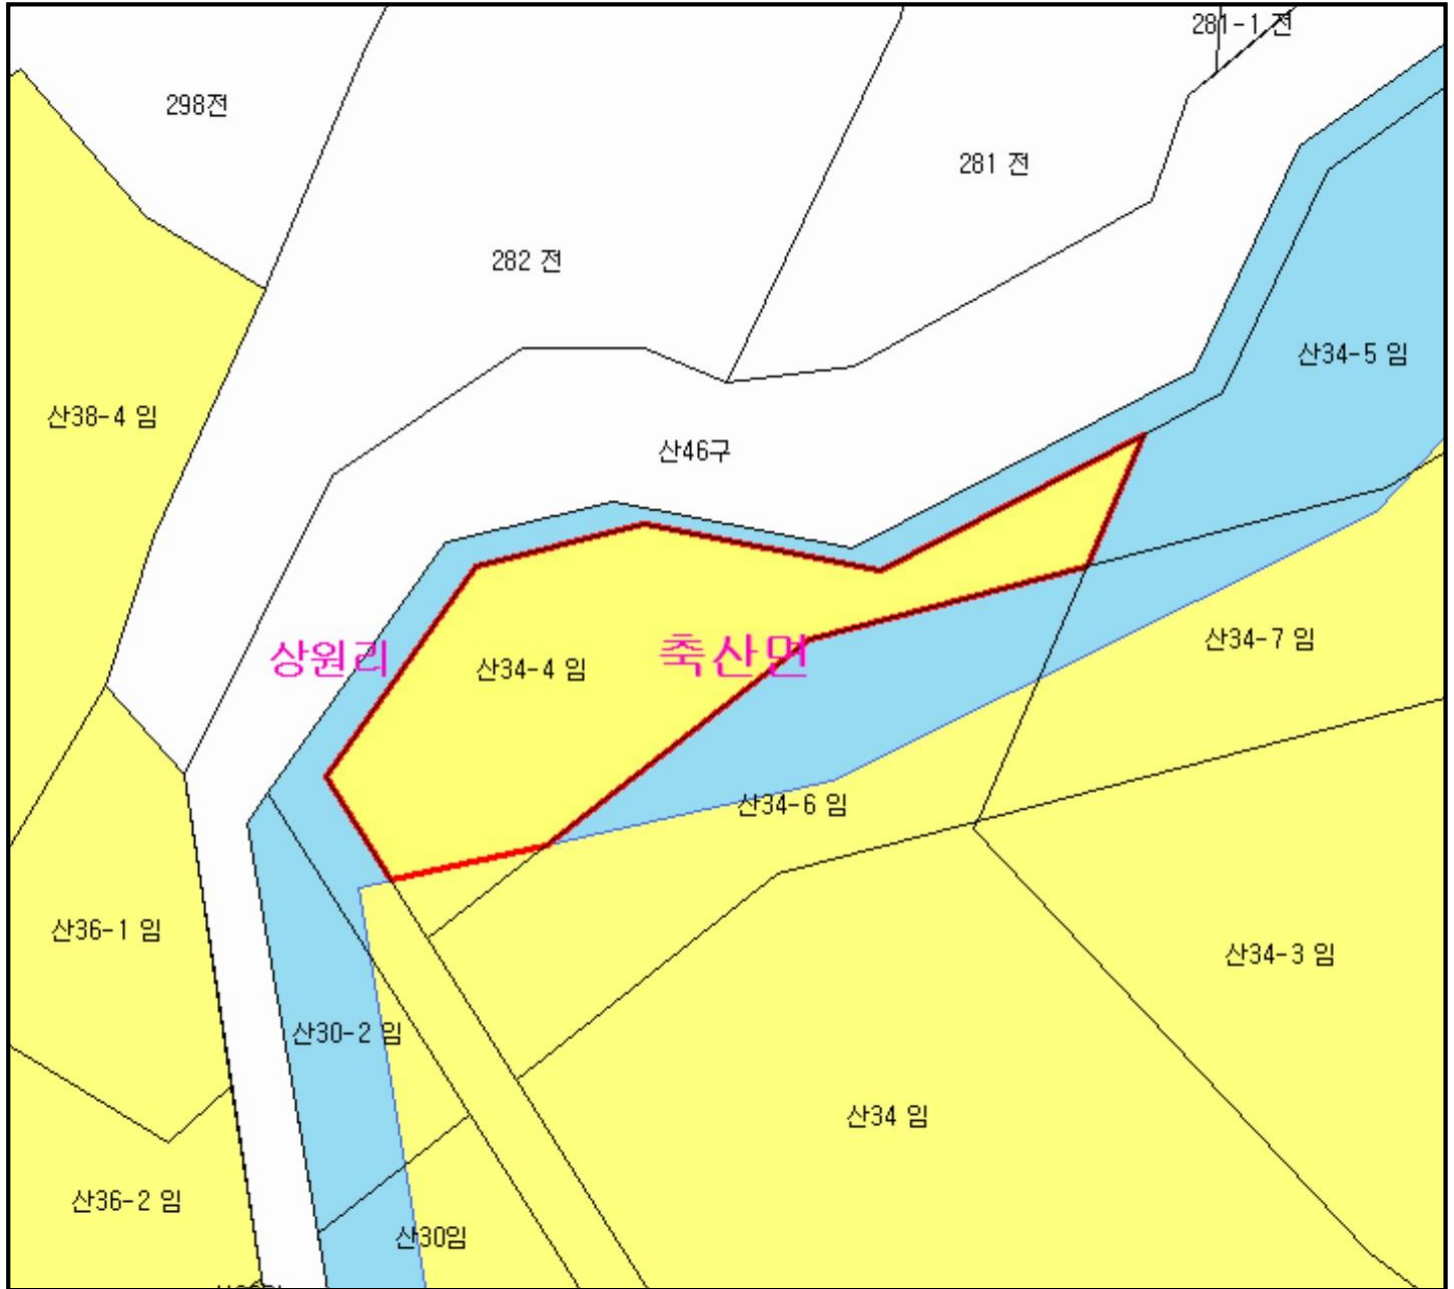 281-1 전
298전
281 전
282 전
산34-5 임
산38-4 임
산46구
산34-7 임
상원리
축산면
산34-4 임
산34-6 임
산36-1 임
산34-3 임
산30-2 임
산34 임
산36-2 임
산30임